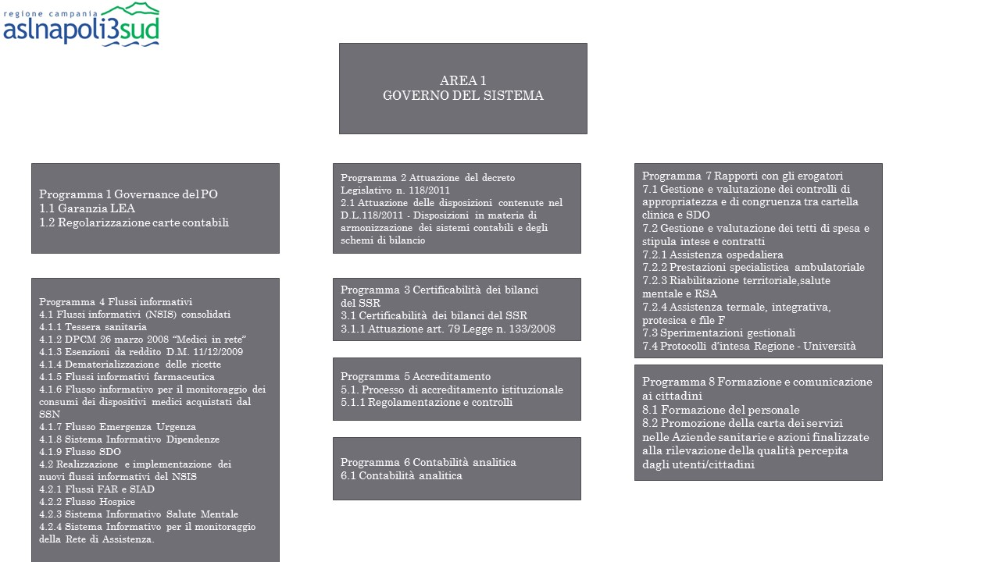 regione campania
aslnapoli3sud
AREA 1
GOVERNO DEL SISTEMA
Programma 1 Governance del PO
1.1 Garanzia LEA
1.2 Regolarizzazione carte contabili
Programma 2 Attuazione del decreto
Legislativo n. 118/2011
2.1 Attuazione delle disposizioni contenute nel
D.L.118/2011 - Disposizioni in materia di
armonizzazione dei sistemi contabili e degli
schemi di bilancio
Programma 7 Rapporti con gli erogatori
7.1 Gestione e valutazione dei controlli di
appropriatezza e di congruenza tra cartella
clinica e SDO
7.2 Gestione e valutazione dei tetti di spesa e
stipula intese e contratti
7.2.1 Assistenza ospedaliera
7.2.2 Prestazioni specialistica ambulatoriale
7.2.3 Riabilitazione territoriale,salute
mentale e RSA
7.2.4 Assistenza termale, integrativa,
protesica e file F
7.3 Sperimentazioni gestionali
7.4 Protocolli d’intesa Regione - Università
Programma 4 Flussi informativi
4.1 Flussi informativi (NSIS) consolidati
4.1.1 Tessera sanitaria
4.1.2 DPCM 26 marzo 2008 “Medici in rete”
4.1.3 Esenzioni da reddito D.M. 11/12/2009
4.1.4 Dematerializzazione delle ricette
4.1.5 Flussi informativi farmaceutica
4.1.6 Flusso informativo per il monitoraggio dei
consumi dei dispositivi medici acquistati dal
SSN
4.1.7 Flusso Emergenza Urgenza
4.1.8 Sistema Informativo Dipendenze
4.1.9 Flusso SDO
4.2 Realizzazione e implementazione dei
nuovi flussi informativi del NSIS
4.2.1 Flussi FAR e SIAD
4.2.2 Flusso Hospice
4.2.3 Sistema Informativo Salute Mentale
4.2.4 Sistema Informativo per il monitoraggio
della Rete di Assistenza.
Programma 3 Certificabilità dei bilanci
del SSR
3.1 Certificabilità dei bilanci del SSR
3.1.1 Attuazione art. 79 Legge n. 133/2008
Programma 5 Accreditamento
5.1. Processo di accreditamento istituzionale
5.1.1 Regolamentazione e controlli
Programma 6 Contabilità analitica
6.1 Contabilità analitica
Programma 8 Formazione e comunicazione
ai cittadini
8.1 Formazione del personale
8.2 Promozione della carta dei servizi
nelle Aziende sanitarie e azioni finalizzate
alla rilevazione della qualità percepita
dagli utenti/cittadini